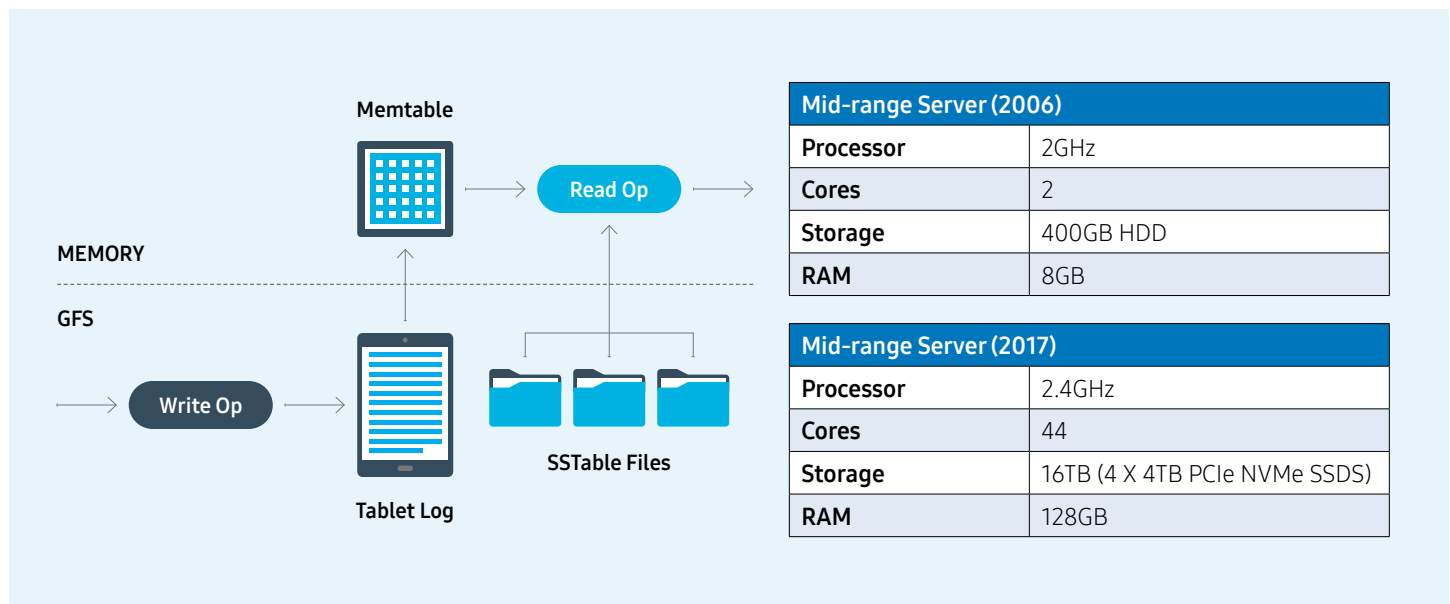 Memtable
Read Op
MEMORY
GFS
Write Op
SSTable Files
Tablet Log
Mid-range Server (2006)
Processor 2GHz
Cores 2
Storage 400GB HDD
RAM 8GB
Mid-range Server (2017)
Processor 2.4GHz
Cores 44
Storage 16TB (4 X 4TB PCIe NVMe SSDS)
RAM 128GB